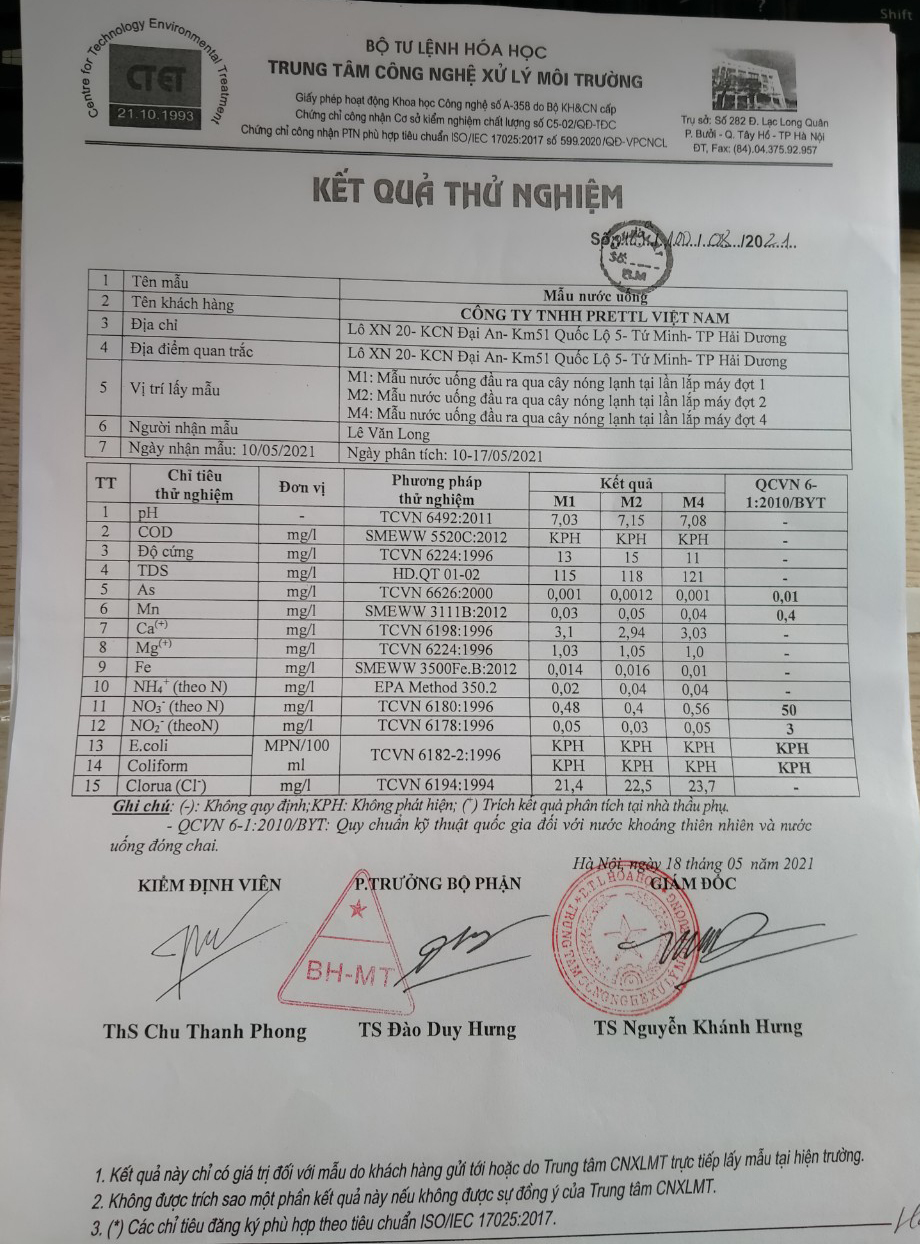 Shift
Centre for Technology Environmental Treatment
CTET
21.10.1993
BỘ TƯ LỆNH HÓA HỌC
TRUNG TÂM CÔNG NGHỆ XỬ LÝ MÔI TRƯỜNG
Giấy phép hoạt động Khoa học Công nghệ số A-358 do Bộ KH&CN cấp
Chứng chỉ công nhận Cơ sở kiểm nghiệm chất lượng số C5-02/QĐ-TĐC
Chứng chỉ công nhận PTN phù hợp tiêu chuẩn ISO/IEC 17025:2017 số 599.2020/QĐ-VPCNCL
Trụ sở: Số 282 Đ. Lạc Long Quân
P. Bưởi - Q. Tây Hồ - TP Hà Nội
ĐT, Fax: (84).04.375.92.957
KẾT QUẢ THỬ NGHIỆM
/2021
1 Tên mẫu Mẫu nước uống
2 Tên khách hàng CÔNG TY TNHH PRETTL VIỆT NAM
3 Địa chỉ Lô XN 20- KCN Đại An- Km51 Quốc Lộ 5- Tứ Minh- TP Hải Dương
4 Địa điểm quan trắc Lô XN 20- KCN Đại An- Km51 Quốc Lộ 5- Tứ Minh- TP Hải Dương
5 Vị trí lấy mẫu M1: Mẫu nước uống đầu ra qua cây nóng lạnh tại lần lắp máy đợt 1
M2: Mẫu nước uống đầu ra qua cây nóng lạnh tại lần lắp máy đợt 2
M4: Mẫu nước uống đầu ra qua cây nóng lạnh tại lần lắp máy đợt 4
6 Người nhận mẫu Lê Văn Long
7 Ngày nhận mẫu: 10/05/2021 Ngày phân tích: 10-17/05/2021
TT Chỉ tiêu thử nghiệm Đơn vị Phương pháp thử nghiệm Kết quả QCVN 6-1:2010/BYT
M1 M2 M4
1 pH - TCVN 6492:2011 7,03 7,15 7,08 -
2 COD mg/l SMEWW 5520C:2012 KPH KPH KPH -
3 Độ cứng mg/l TCVN 6224:1996 13 15 11 -
4 TDS mg/l HD.QT 01-02 115 118 121 -
5 As mg/l TCVN 6626:2000 0,001 0,0012 0,001 0,01
6 Mn mg/l SMEWW 3111B:2012 0,03 0,05 0,04 0,4
7 Ca(+) mg/l TCVN 6198:1996 3,1 2,94 3,03 -
8 Mg(+) mg/l TCVN 6224:1996 1,03 1,05 1,0 -
9 Fe mg/l SMEWW 3500Fe.B:2012 0,014 0,016 0,01 -
10 NH₄⁺ (theo N) mg/l EPA Method 350.2 0,02 0,04 0,04 -
11 NO₃⁻ (theo N) mg/l TCVN 6180:1996 0,48 0,4 0,56 50
12 NO₂⁻ (theoN) mg/l TCVN 6178:1996 0,05 0,03 0,05 3
13 E.coli MPN/100 TCVN 6182-2:1996 KPH KPH KPH KPH
14 Coliform ml KPH KPH KPH KPH
15 Clorua (Cl⁻) mg/l TCVN 6194:1994 21,4 22,5 23,7 -
Ghi chú: (-): Không quy định;KPH: Không phát hiện; (*) Trích kết quả phân tích tại nhà thầu phụ.
- QCVN 6-1:2010/BYT: Quy chuẩn kỹ thuật quốc gia đối với nước khoáng thiên nhiên và nước
uống đóng chai.
Hà Nội, ngày 18 tháng 05 năm 2021
KIỂM ĐỊNH VIÊN P.TRƯỞNG BỘ PHẬN GIÁM ĐỐC
BH-MT
TRUNG TÂM CÔNG NGHỆ XỬ LÝ
ThS Chu Thanh Phong TS Đào Duy Hưng TS Nguyễn Khánh Hưng
1. Kết quả này chỉ có giá trị đối với mẫu do khách hàng gửi tới hoặc do Trung tâm CNXLMT trực tiếp lấy mẫu tại hiện trường.
2. Không được trích sao một phần kết quả này nếu không được sự đồng ý của Trung tâm CNXLMT.
3. (*) Các chỉ tiêu đăng ký phù hợp theo tiêu chuẩn ISO/IEC 17025:2017.